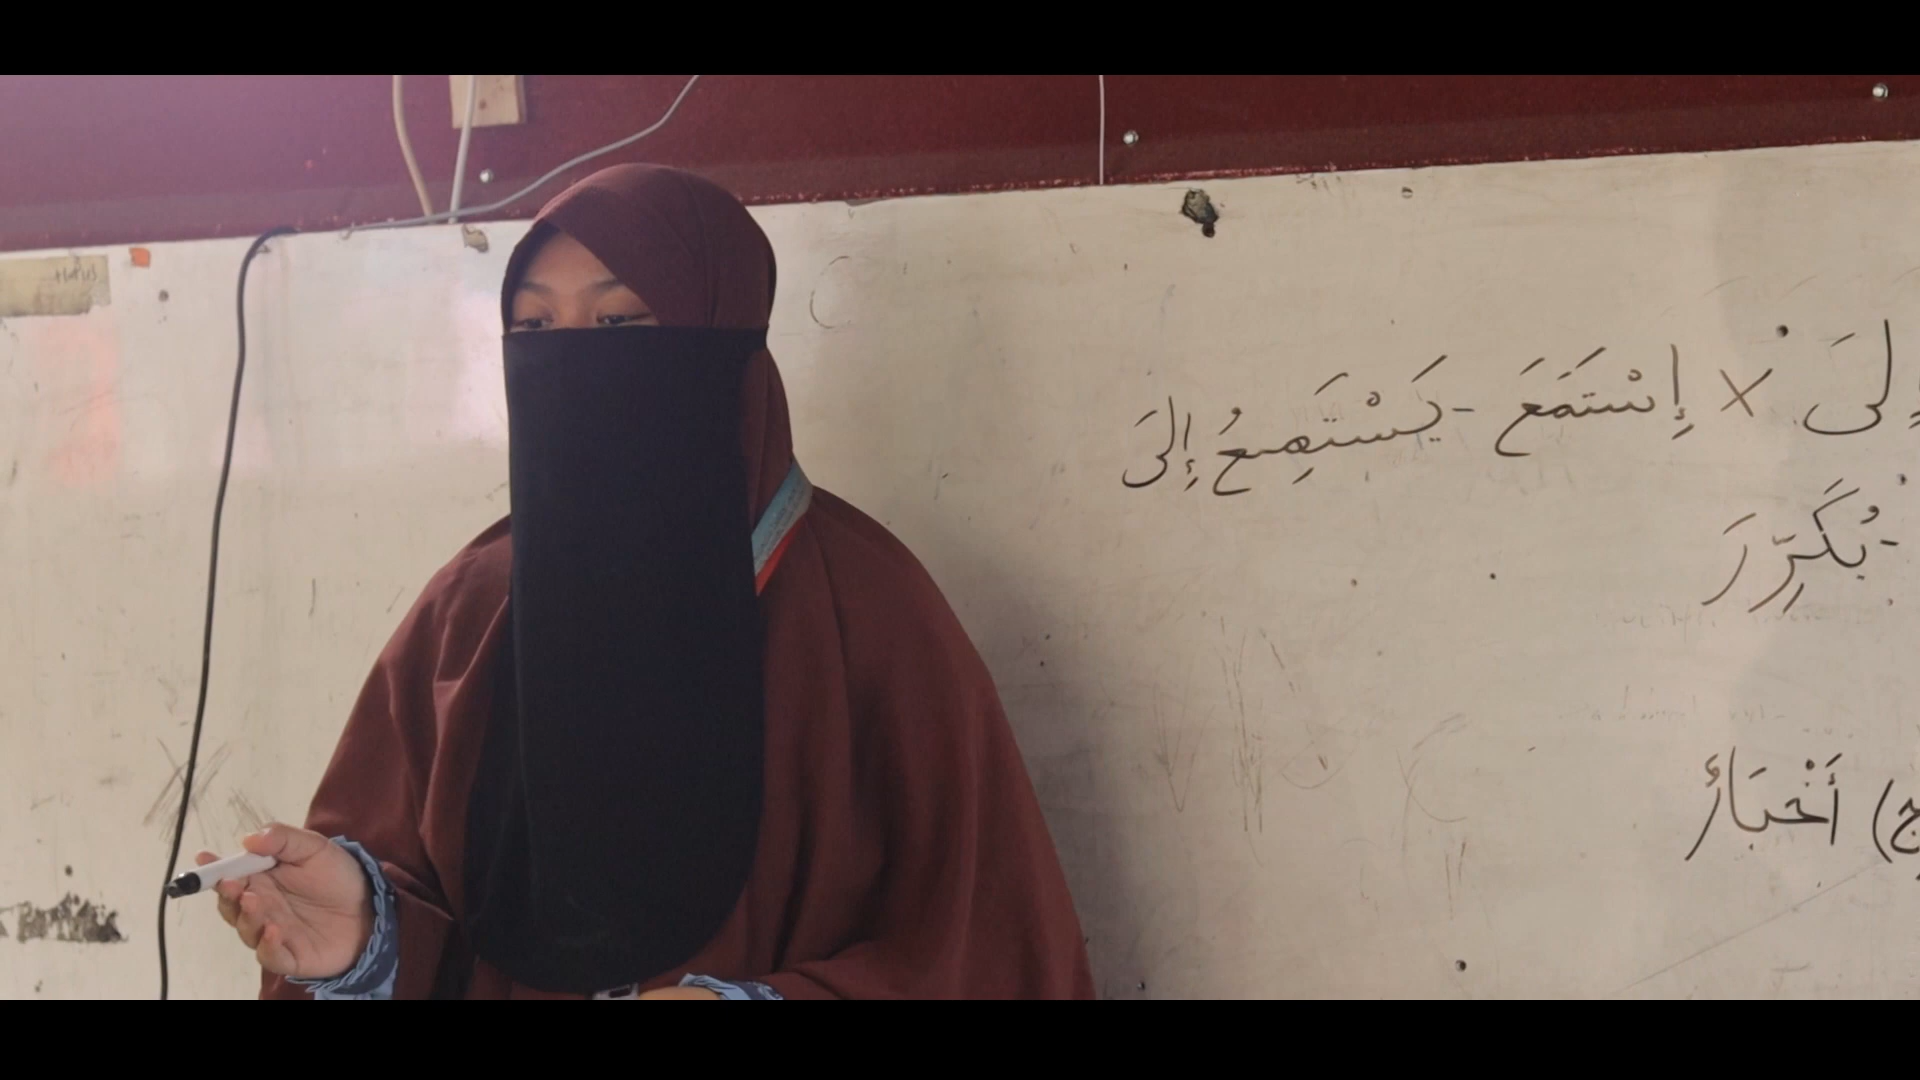 لِىَ × إِسْتَمَعَ - يَسْتَمِعُ إِلَى
- يُكَرِّرَ
ج) أَخْبَارٌ